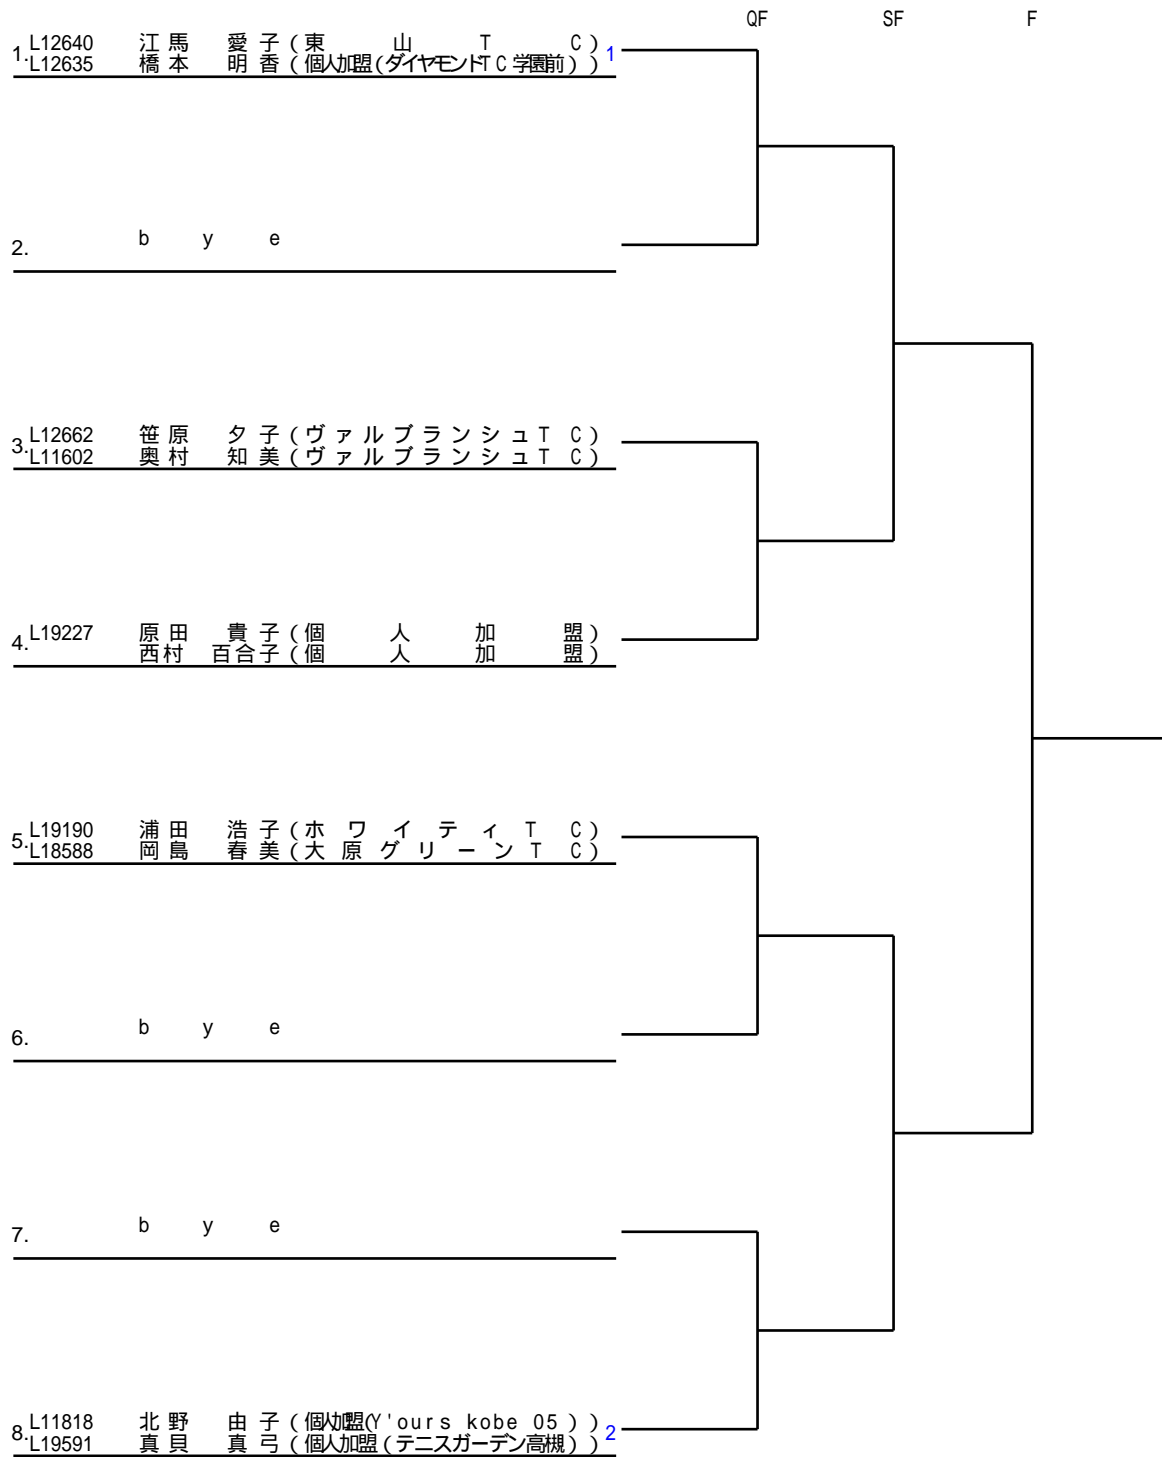 QF SF F
1. L12640 江馬 愛子(東山TC) 1
L12635 橋本 明香(個人加盟(ダイヤモンドTC学園前))
2. bye
3. L12662 笹原 夕子(ヴァルブランシュTC)
L11602 奥村 知美(ヴァルブランシュTC)
4. L19227 原田 貴子(個人加盟)
西村 百合子(個人加盟)
5. L19190 浦田 浩子(ホワイティTC)
L18588 岡島 春美(大原グリーンTC)
6. bye
7. bye
8. L11818 北野 由子(個人加盟(Y'ours kobe 05)) 2
L19591 真貝 真弓(個人加盟(テニスガーデン高槻))